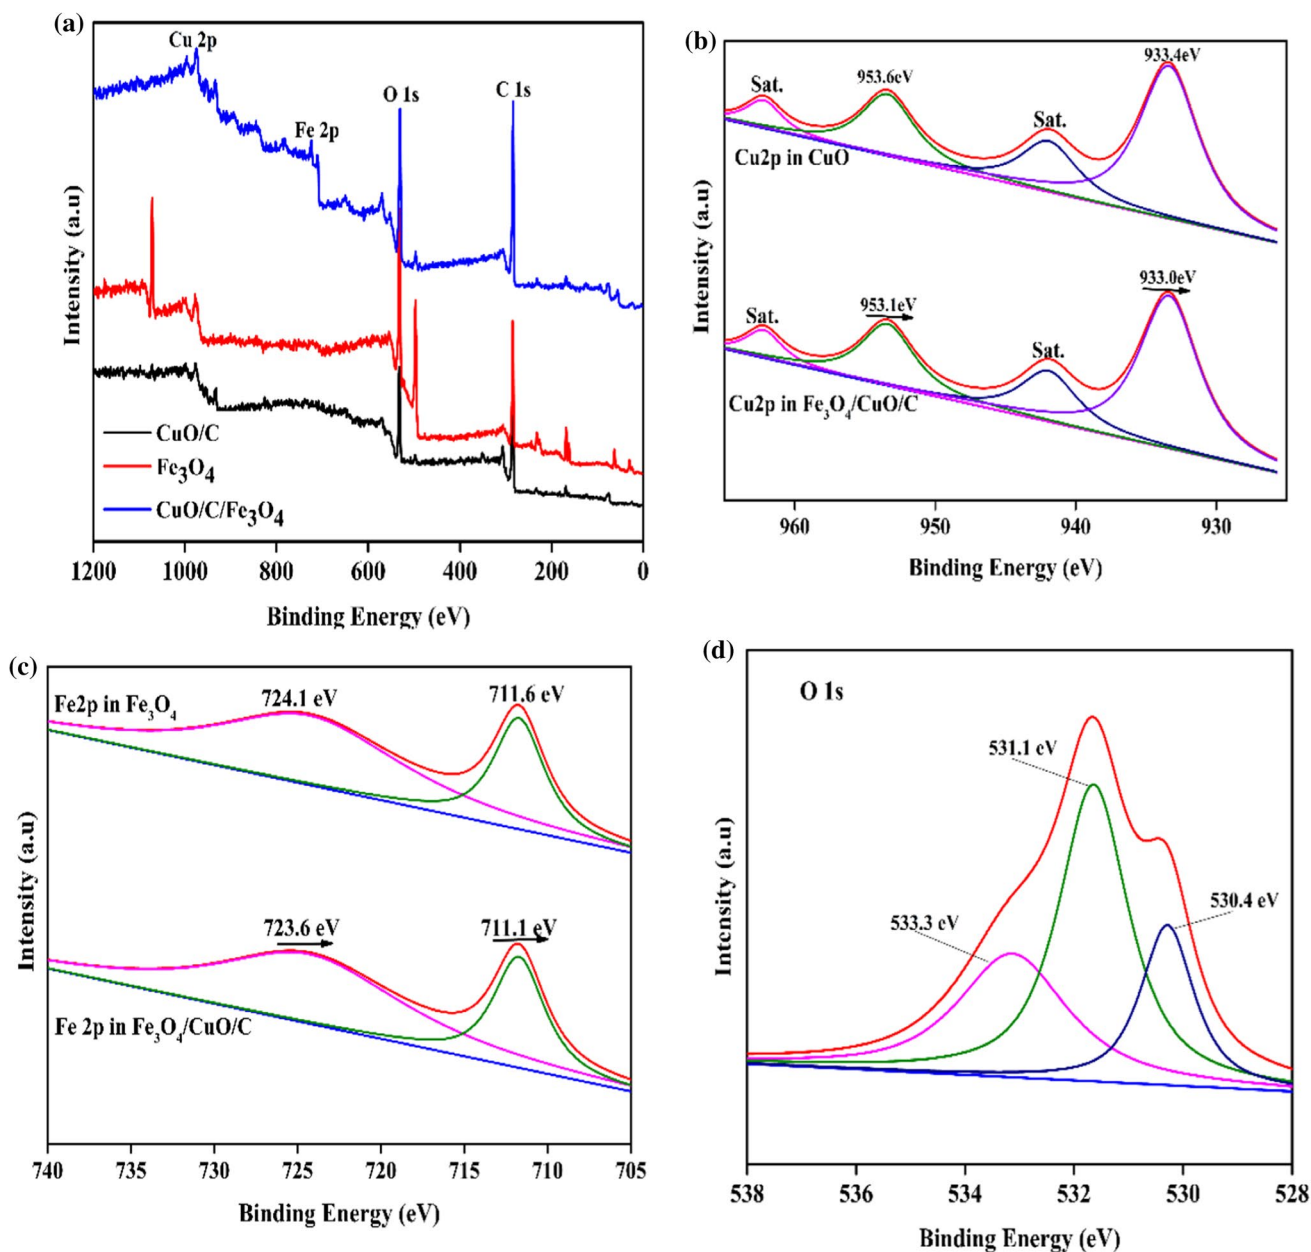 (a)
Cu 2p
Fe 2p
O 1s
C 1s
CuO/C
Fe3O4
CuO/C/Fe3O4
Intensity (a.u)
1200 1000 800 600 400 200 0
Binding Energy (eV)
(b)
Sat.
953.6eV
Sat.
933.4eV
Cu2p in CuO
Sat.
953.1eV
Sat.
933.0eV
Cu2p in Fe3O4/CuO/C
Intensity (a.u)
960 950 940 930
Binding Energy (eV)
(c)
Fe2p in Fe3O4
724.1 eV
711.6 eV
723.6 eV
711.1 eV
Fe 2p in Fe3O4/CuO/C
Intensity (a.u)
740 735 730 725 720 715 710 705
Binding Energy (eV)
(d)
O 1s
531.1 eV
533.3 eV
530.4 eV
Intensity (a.u)
538 536 534 532 530 528
Binding Energy (eV)